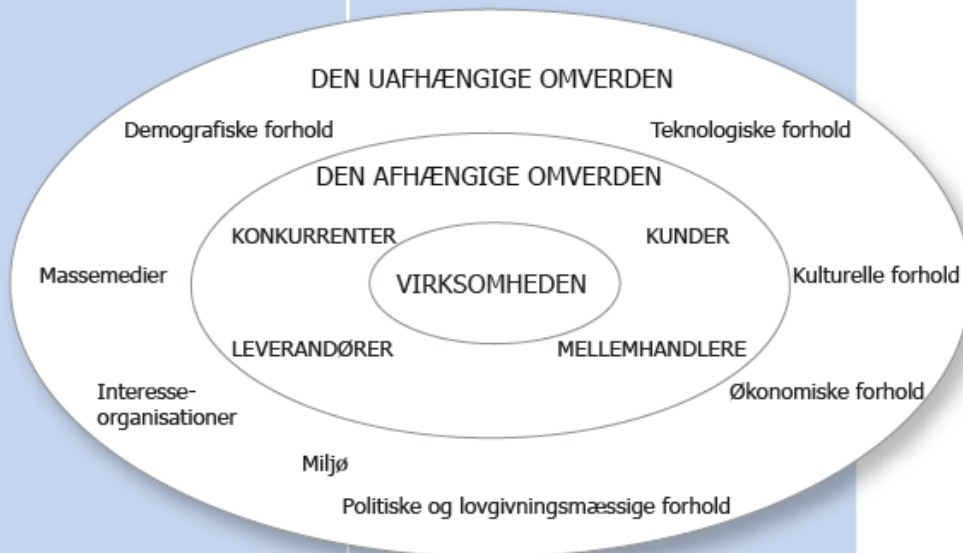 DEN UAFHÆNGIGE OMVERDEN
Demografiske forhold
Teknologiske forhold
DEN AFHÆNGIGE OMVERDEN
KONKURRENTER
KUNDER
Massemedier
VIRKSOMHEDEN
Kulturelle forhold
LEVERANDØRER
MELLEMHANDLERE
Interesse-
organisationer
Økonomiske forhold
Miljø
Politiske og lovgivningsmæssige forhold